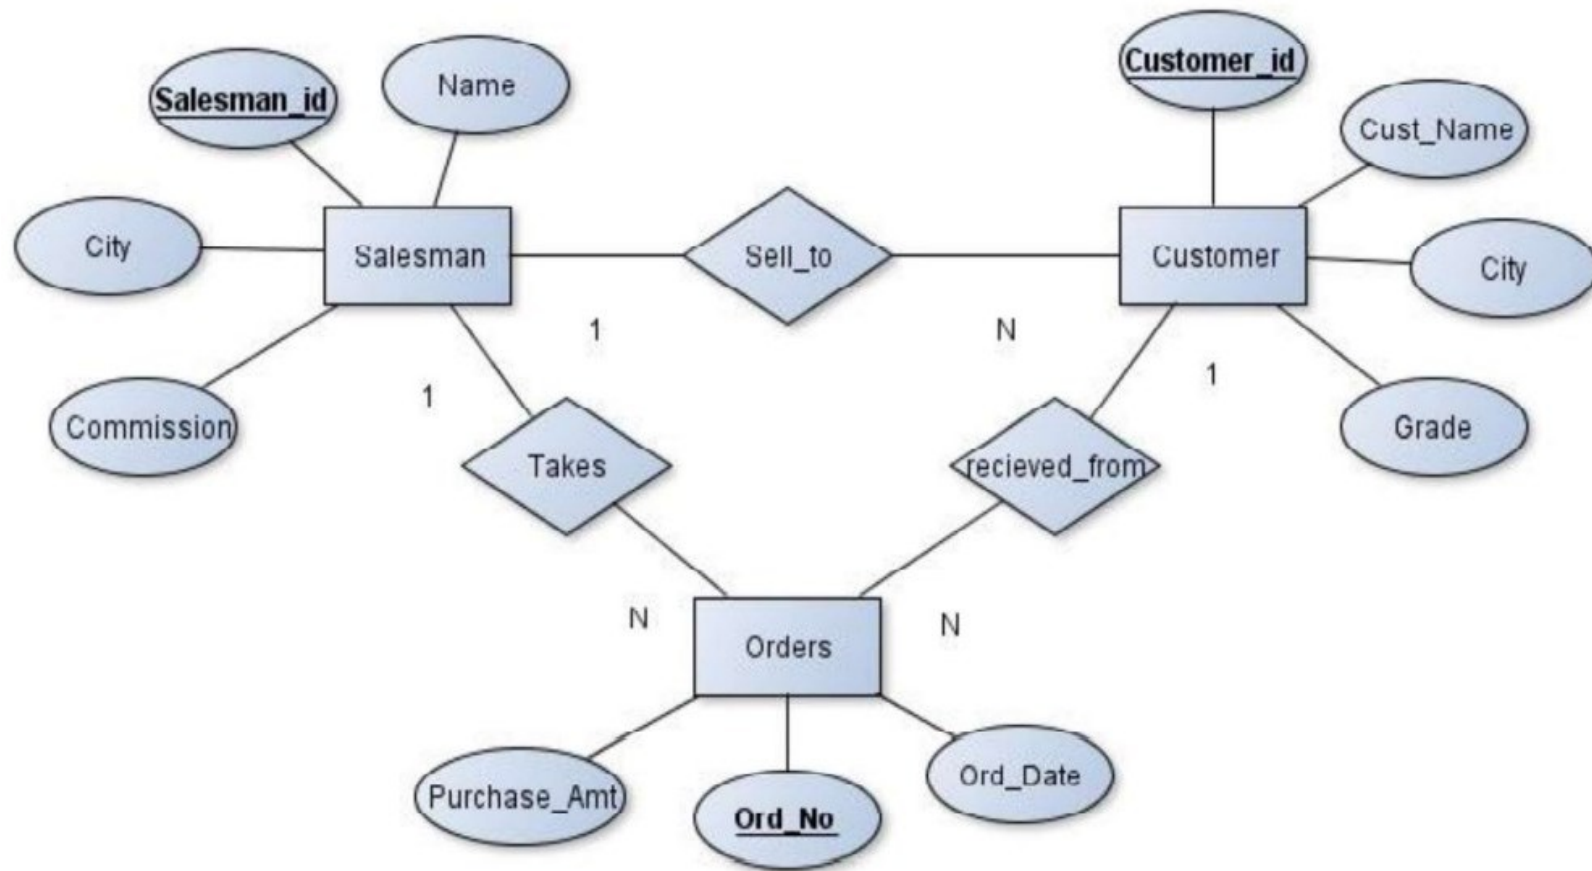 Customer_id
Name
Salesman_id
Cust_Name
City
Salesman
Sell_to
Customer
City
1
N
1
1
Commission
Grade
Takes
recieved_from
N
N
Orders
Purchase_Amt
Ord_Date
Ord_No